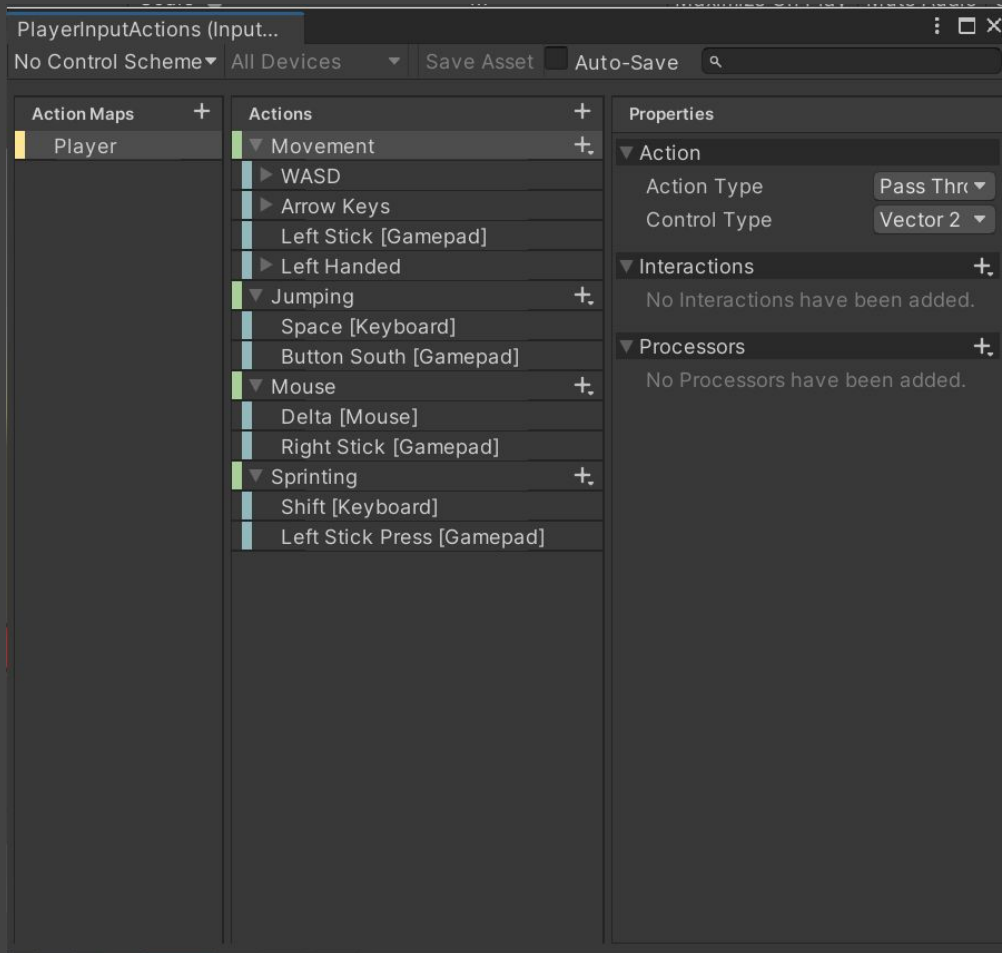 PlayerInputActions (Input...
No Control Scheme All Devices Save Asset Auto-Save
Action Maps +
Player
Actions +
Movement +
WASD
Arrow Keys
Left Stick [Gamepad]
Left Handed
Jumping +
Space [Keyboard]
Button South [Gamepad]
Mouse +
Delta [Mouse]
Right Stick [Gamepad]
Sprinting +
Shift [Keyboard]
Left Stick Press [Gamepad]
Properties
Action
Action Type Pass Thro
Control Type Vector 2
Interactions +
No Interactions have been added.
Processors +
No Processors have been added.